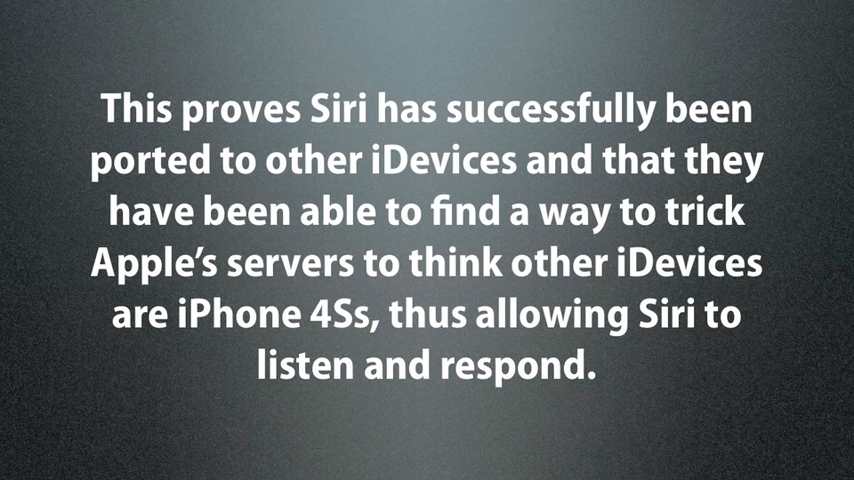 This proves Siri has successfully been
ported to other iDevices and that they
have been able to find a way to trick
Apple’s servers to think other iDevices
are iPhone 4Ss, thus allowing Siri to
listen and respond.